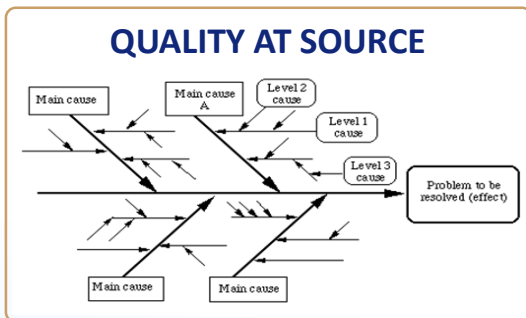 QUALITY AT SOURCE
Main cause
Main cause
A
Level 2
cause
Level 1
cause
Level 3
cause
Problem to be
resolved (effect)
Main cause
Main cause